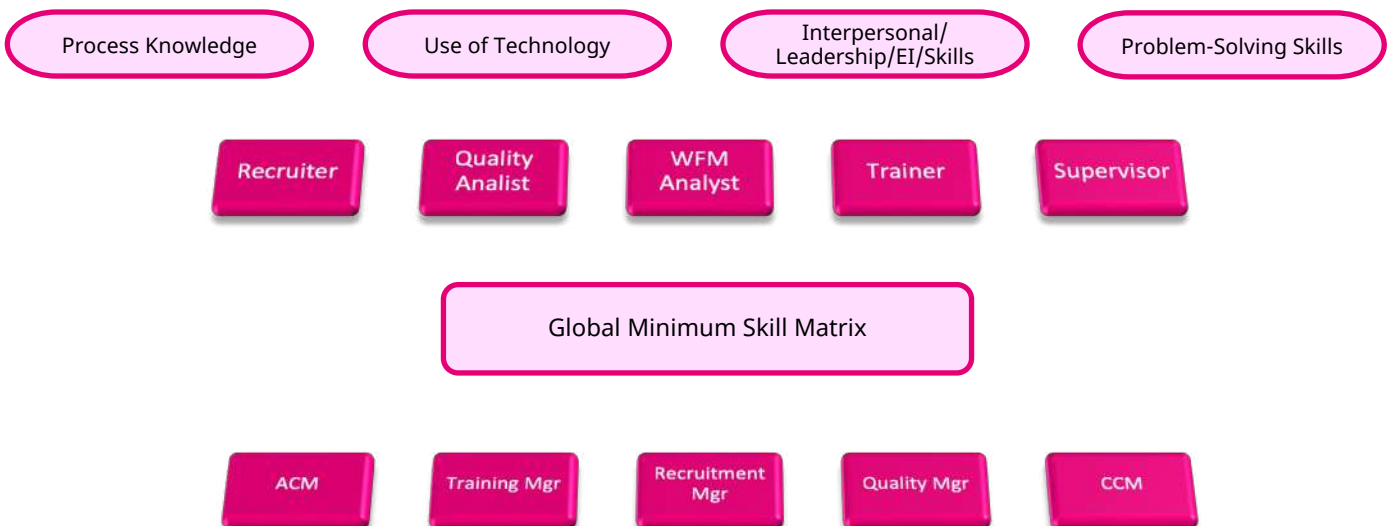 Process Knowledge
Use of Technology
Interpersonal/
Leadership/EI/Skills
Problem-Solving Skills
Recruiter
Quality
Analist
WFM
Analyst
Trainer
Supervisor
Global Minimum Skill Matrix
ACM
Training Mgr
Recruitment
Mgr
Quality Mgr
CCM